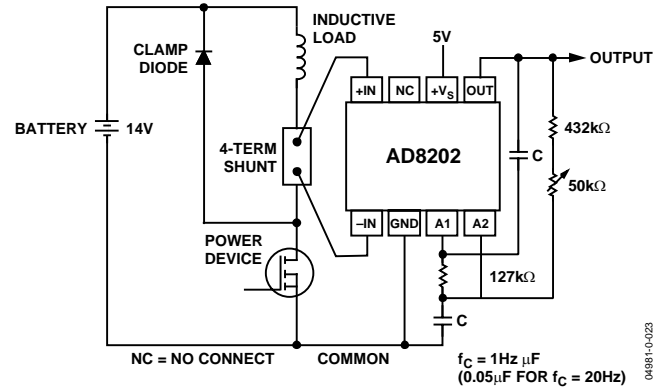 INDUCTIVE
LOAD
CLAMP
DIODE
5V
OUTPUT
+IN
NC
+VS
OUT
BATTERY
14V
4-TERM
SHUNT
AD8202
C
432kΩ
50kΩ
–IN
GND
A1
A2
POWER
DEVICE
127kΩ
C
NC = NO CONNECT
COMMON
fC = 1Hz µF
(0.05µF FOR fC = 20Hz)
04981-0-023